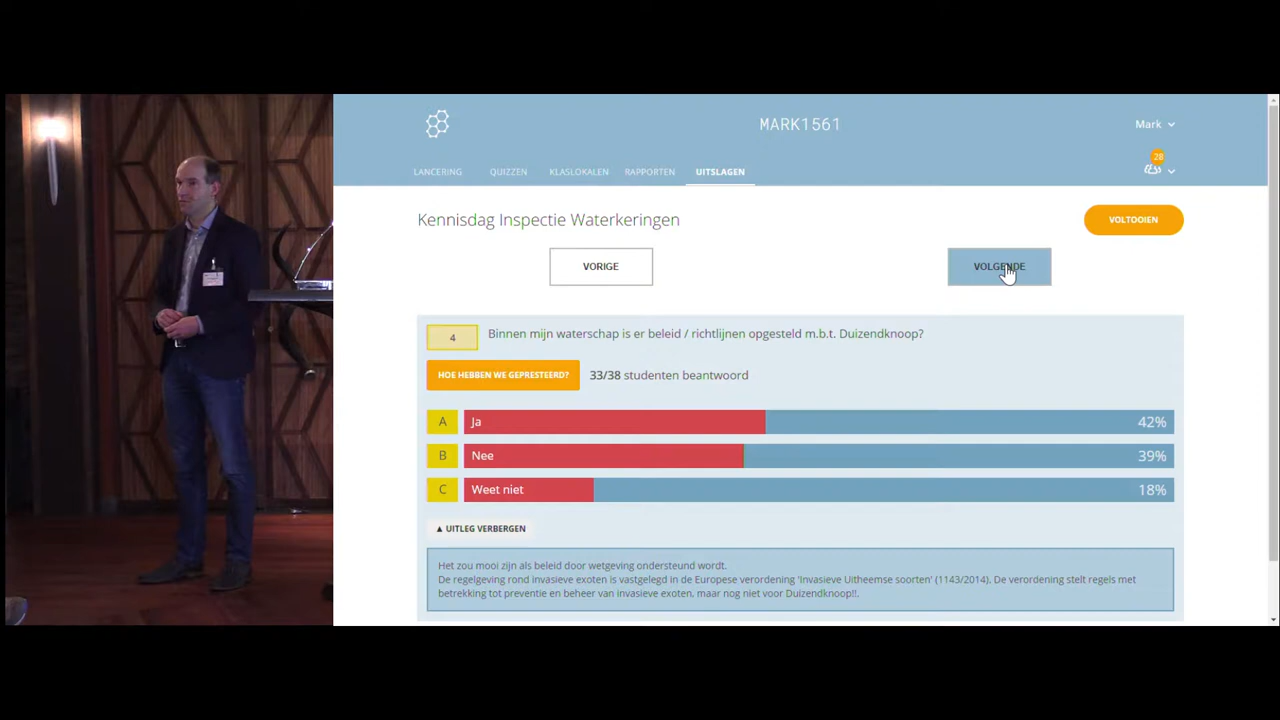 MARK1561
Mark
28
LANCERING QUIZZEN KLASLOKALEN RAPPORTEN UITSLAGEN
Kennisdag Inspectie Waterkeringen
VOLTOOIEN
VORIGE VOLGENDE
4 Binnen mijn waterschap is er beleid / richtlijnen opgesteld m.b.t. Duizendknoop?
HOE HEBBEN WE GEPRESTEERD? 33/38 studenten beantwoord
A Ja 42%
B Nee 39%
C Weet niet 18%
▲ UITLEG VERBERGEN
Het zou mooi zijn als beleid door wetgeving ondersteund wordt.
De regelgeving rond invasieve exoten is vastgelegd in de Europese verordening 'Invasieve Uitheemse soorten' (1143/2014). De verordening stelt regels met
betrekking tot preventie en beheer van invasieve exoten, maar nog niet voor Duizendknoop!!.